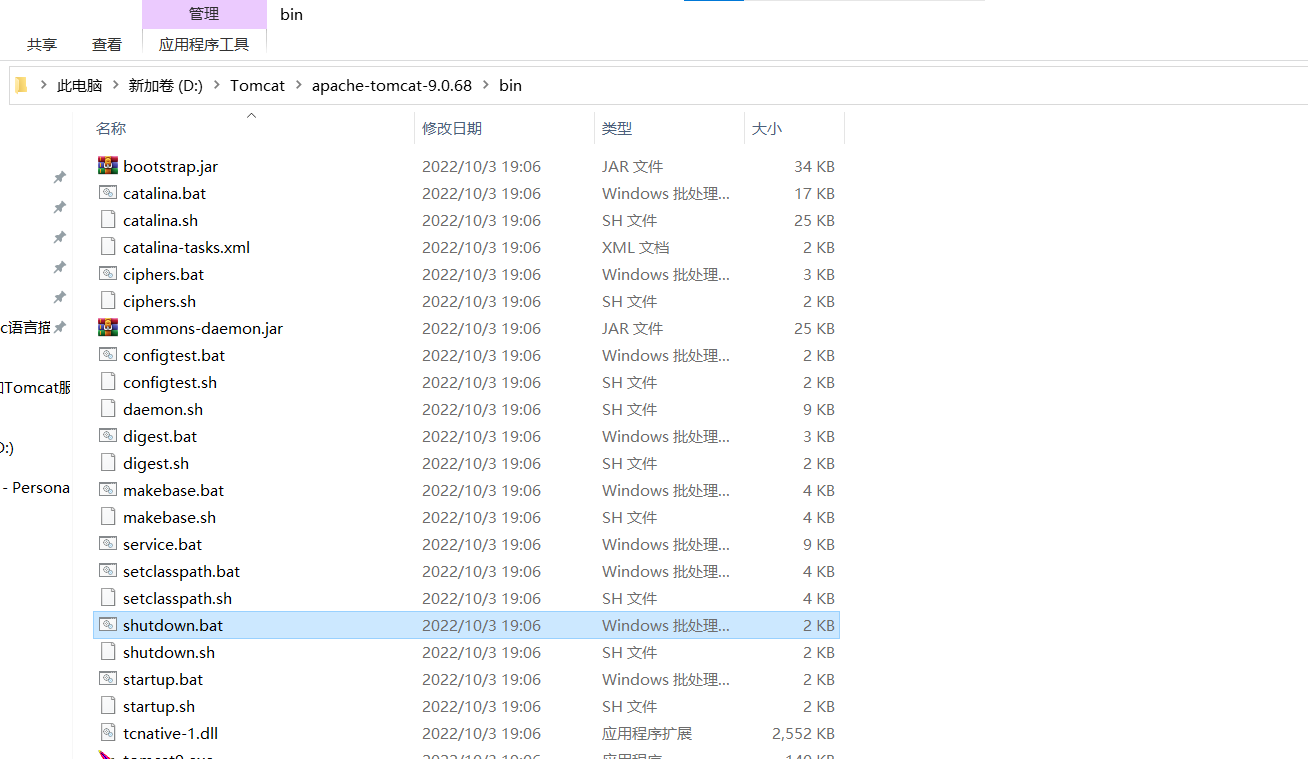 管理 bin
共享 查看 应用程序工具
此电脑 > 新加卷 (D:) > Tomcat > apache-tomcat-9.0.68 > bin
名称 修改日期 类型 大小
bootstrap.jar 2022/10/3 19:06 JAR 文件 34 KB
catalina.bat 2022/10/3 19:06 Windows 批处理... 17 KB
catalina.sh 2022/10/3 19:06 SH 文件 25 KB
catalina-tasks.xml 2022/10/3 19:06 XML 文档 2 KB
ciphers.bat 2022/10/3 19:06 Windows 批处理... 3 KB
ciphers.sh 2022/10/3 19:06 SH 文件 2 KB
c语言 commons-daemon.jar 2022/10/3 19:06 JAR 文件 25 KB
configtest.bat 2022/10/3 19:06 Windows 批处理... 2 KB
configtest.sh 2022/10/3 19:06 SH 文件 2 KB
Tomcat服
daemon.sh 2022/10/3 19:06 SH 文件 9 KB
digest.bat 2022/10/3 19:06 Windows 批处理... 3 KB
:)
digest.sh 2022/10/3 19:06 SH 文件 2 KB
- Persona makebase.bat 2022/10/3 19:06 Windows 批处理... 4 KB
makebase.sh 2022/10/3 19:06 SH 文件 4 KB
service.bat 2022/10/3 19:06 Windows 批处理... 9 KB
setclasspath.bat 2022/10/3 19:06 Windows 批处理... 4 KB
setclasspath.sh 2022/10/3 19:06 SH 文件 4 KB
shutdown.bat 2022/10/3 19:06 Windows 批处理... 2 KB
shutdown.sh 2022/10/3 19:06 SH 文件 2 KB
startup.bat 2022/10/3 19:06 Windows 批处理... 2 KB
startup.sh 2022/10/3 19:06 SH 文件 2 KB
tcnative-1.dll 2022/10/3 19:06 应用程序扩展 2,552 KB